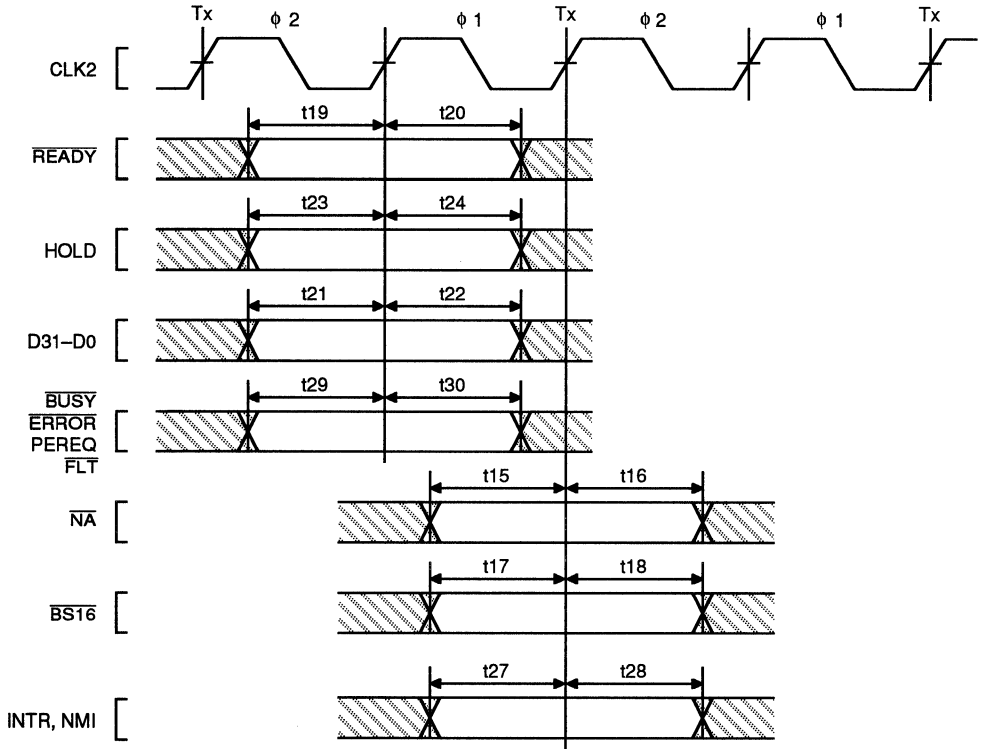 Tx φ 2 φ 1 Tx φ 2 φ 1 Tx
CLK2
t19 t20
READY
t23 t24
HOLD
t21 t22
D31–D0
t29 t30
BUSY
ERROR
PEREQ
FLT
t15 t16
NA
t17 t18
BS16
t27 t28
INTR, NMI